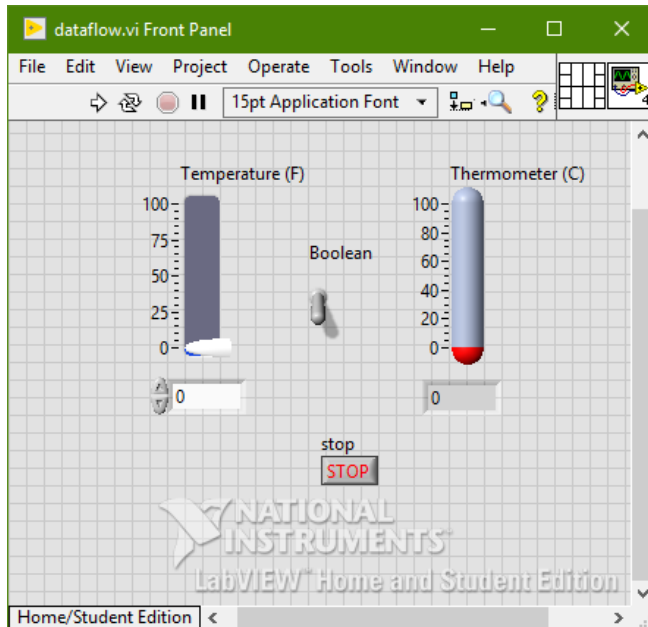 dataflow.vi Front Panel
File Edit View Project Operate Tools Window Help
15pt Application Font
?
4
Temperature (F)
100
75
50
25
0
0
Boolean
Thermometer (C)
100
80
60
40
20
0
0
stop
STOP
NATIONAL
INSTRUMENTS
LabVIEW™ Home and Student Edition
Home/Student Edition